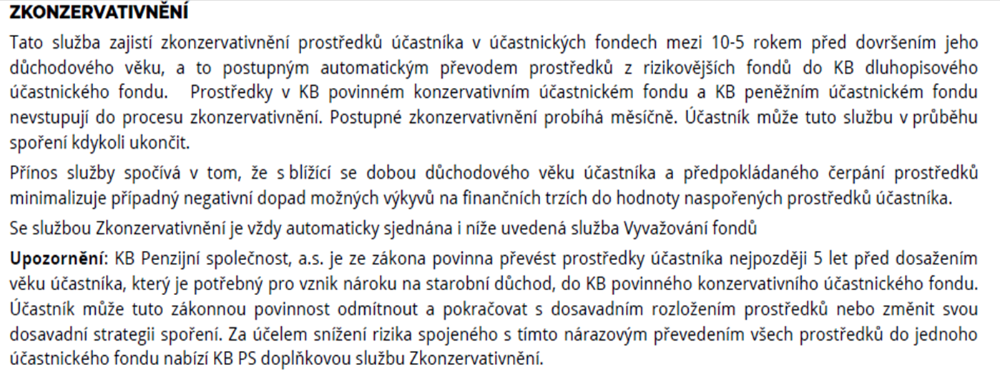 ZKONZERVATIVNĚNÍ
Tato služba zajistí zkonzervativnění prostředků účastníka v účastnických fondech mezi 10-5 rokem před dovršením jeho
důchodového věku, a to postupným automatickým převodem prostředků z rizikovějších fondů do KB dluhopisového
účastnického fondu. Prostředky v KB povinném konzervativním účastnickém fondu a KB peněžním účastnickém fondu
nevstupují do procesu zkonzervativnění. Postupné zkonzervativnění probíhá měsíčně. Účastník může tuto službu v průběhu
spoření kdykoli ukončit.
Přínos služby spočívá v tom, že s blížící se dobou důchodového věku účastníka a předpokládaného čerpání prostředků
minimalizuje případný negativní dopad možných výkyvů na finančních trzích do hodnoty naspořených prostředků účastníka.
Se službou Zkonzervativnění je vždy automaticky sjednána i níže uvedená služba Vyvažování fondů
Upozornění: KB Penzijní společnost, a.s. je ze zákona povinna převést prostředky účastníka nejpozději 5 let před dosažením
věku účastníka, který je potřebný pro vznik nároku na starobní důchod, do KB povinného konzervativního účastnického fondu.
Účastník může tuto zákonnou povinnost odmítnout a pokračovat s dosavadním rozložením prostředků nebo změnit svou
dosavadní strategii spoření. Za účelem snížení rizika spojeného s tímto nárazovým převedením všech prostředků do jednoho
účastnického fondu nabízí KB PS doplňkovou službu Zkonzervativnění.